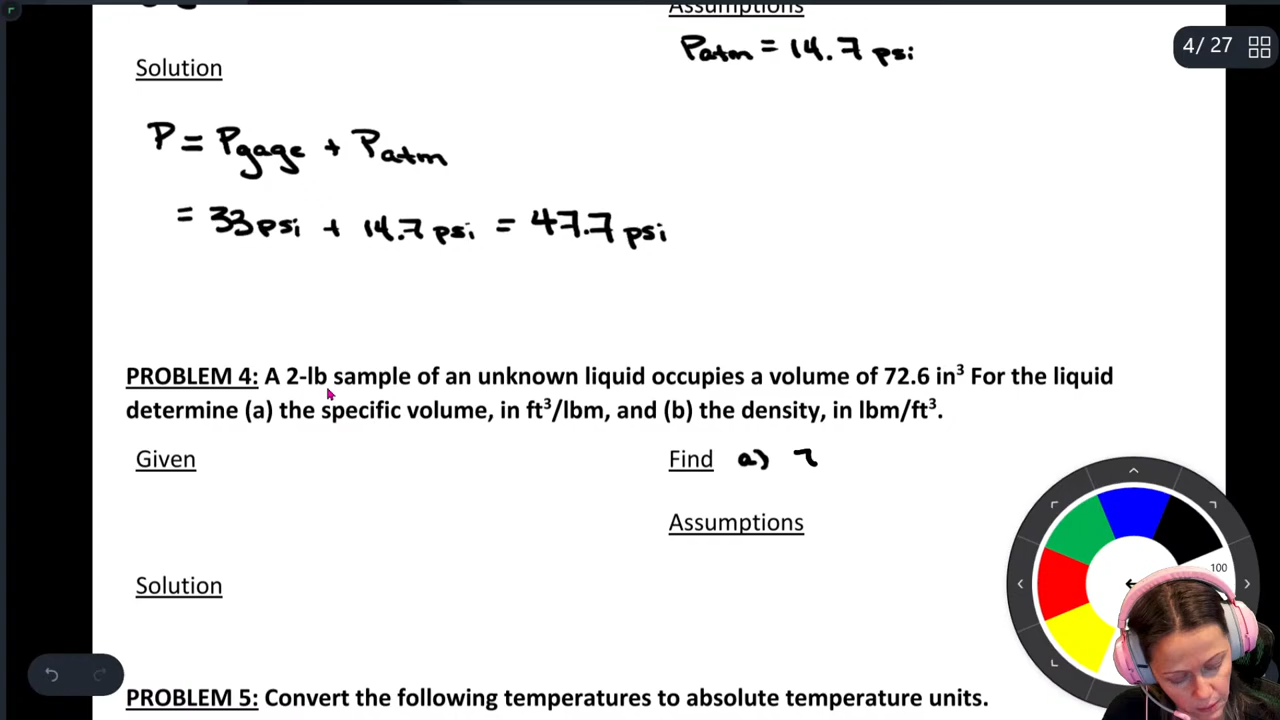 Assumptions
Patm = 14.7 psi
4/ 27
Solution
P = Pgage + Patm
= 33 psi + 14.7 psi = 47.7 psi
PROBLEM 4: A 2-lb sample of an unknown liquid occupies a volume of 72.6 in³ For the liquid
determine (a) the specific volume, in ft³/lbm, and (b) the density, in lbm/ft³.
Given
Find a)
Assumptions
100
Solution
PROBLEM 5: Convert the following temperatures to absolute temperature units.